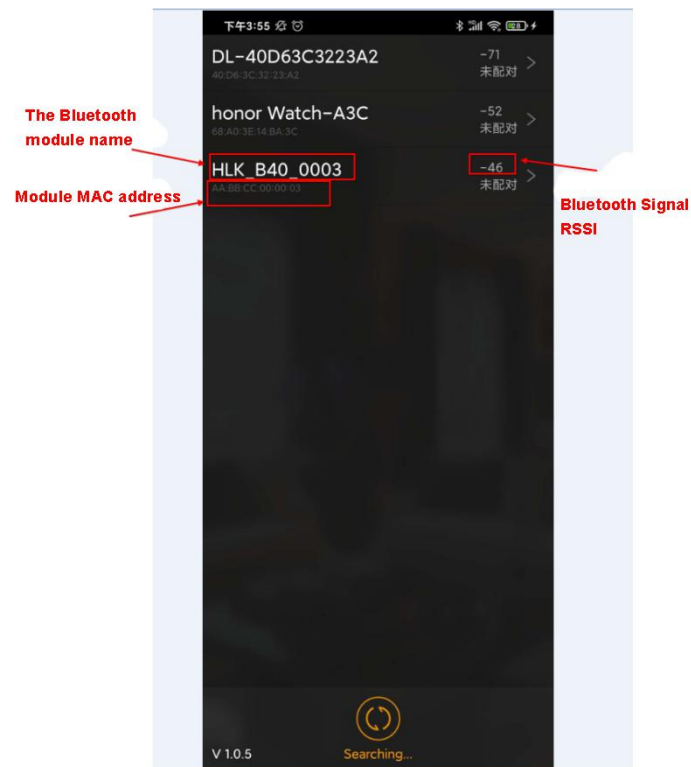 下午3:55
DL-40D63C3223A2
-71
40:D6:3C:32:23:A2
未配对
The Bluetooth
module name
honor Watch-A3C
-52
68:A0:3E:14:BA:3C
未配对
HLK_B40_0003
-46
AA:BB:CC:00:00:03
未配对
Module MAC address
Bluetooth Signal
RSSI
V 1.0.5
Searching...